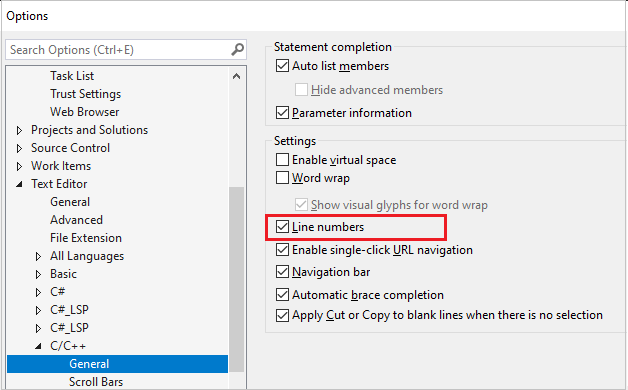 Options
Search Options (Ctrl+E)
Task List
Trust Settings
Web Browser
Projects and Solutions
Source Control
Work Items
Text Editor
General
Advanced
File Extension
All Languages
Basic
C#
C#_LSP
C#_LSP
C/C++
General
Scroll Bars
Statement completion
Auto list members
Hide advanced members
Parameter information
Settings
Enable virtual space
Word wrap
Show visual glyphs for word wrap
Line numbers
Enable single-click URL navigation
Navigation bar
Automatic brace completion
Apply Cut or Copy to blank lines when there is no selection